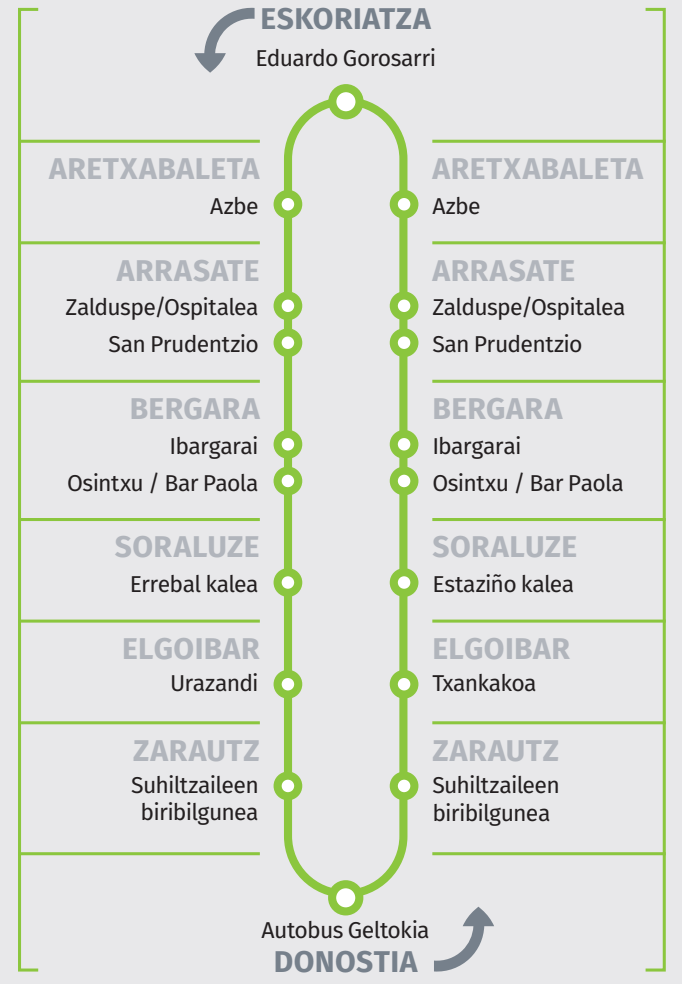 ESKORIATZA
Eduardo Gorosarri
ARETXABALETA
Azbe
ARRASATE
Zalduspe/Ospitalea
San Prudentzio
BERGARA
Ibargarai
Osintxu / Bar Paola
SORALUZE
Errebal kalea
ELGOIBAR
Urazandi
ZARAUTZ
Suhiltzaileen
biribilgunea
ARETXABALETA
Azbe
ARRASATE
Zalduspe/Ospitalea
San Prudentzio
BERGARA
Ibargarai
Osintxu / Bar Paola
SORALUZE
Estaziño kalea
ELGOIBAR
Txankakoa
ZARAUTZ
Suhiltzaileen
biribilgunea
Autobus Geltokia
DONOSTIA